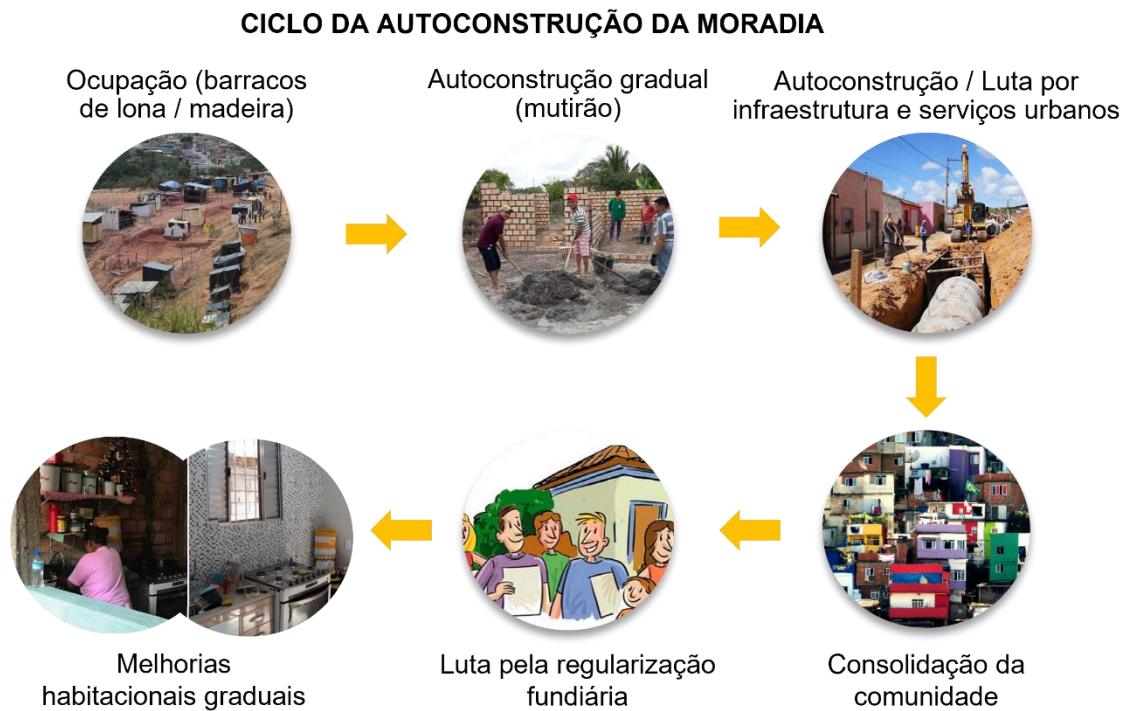 CICLO DA AUTOCONSTRUÇÃO DA MORADIA
Ocupação (barracos
de lona / madeira)
Autoconstrução gradual
(mutirão)
Autoconstrução / Luta por
infraestrutura e serviços urbanos
Consolidação da
comunidade
Luta pela regularização
fundiária
Melhorias
habitacionais graduais